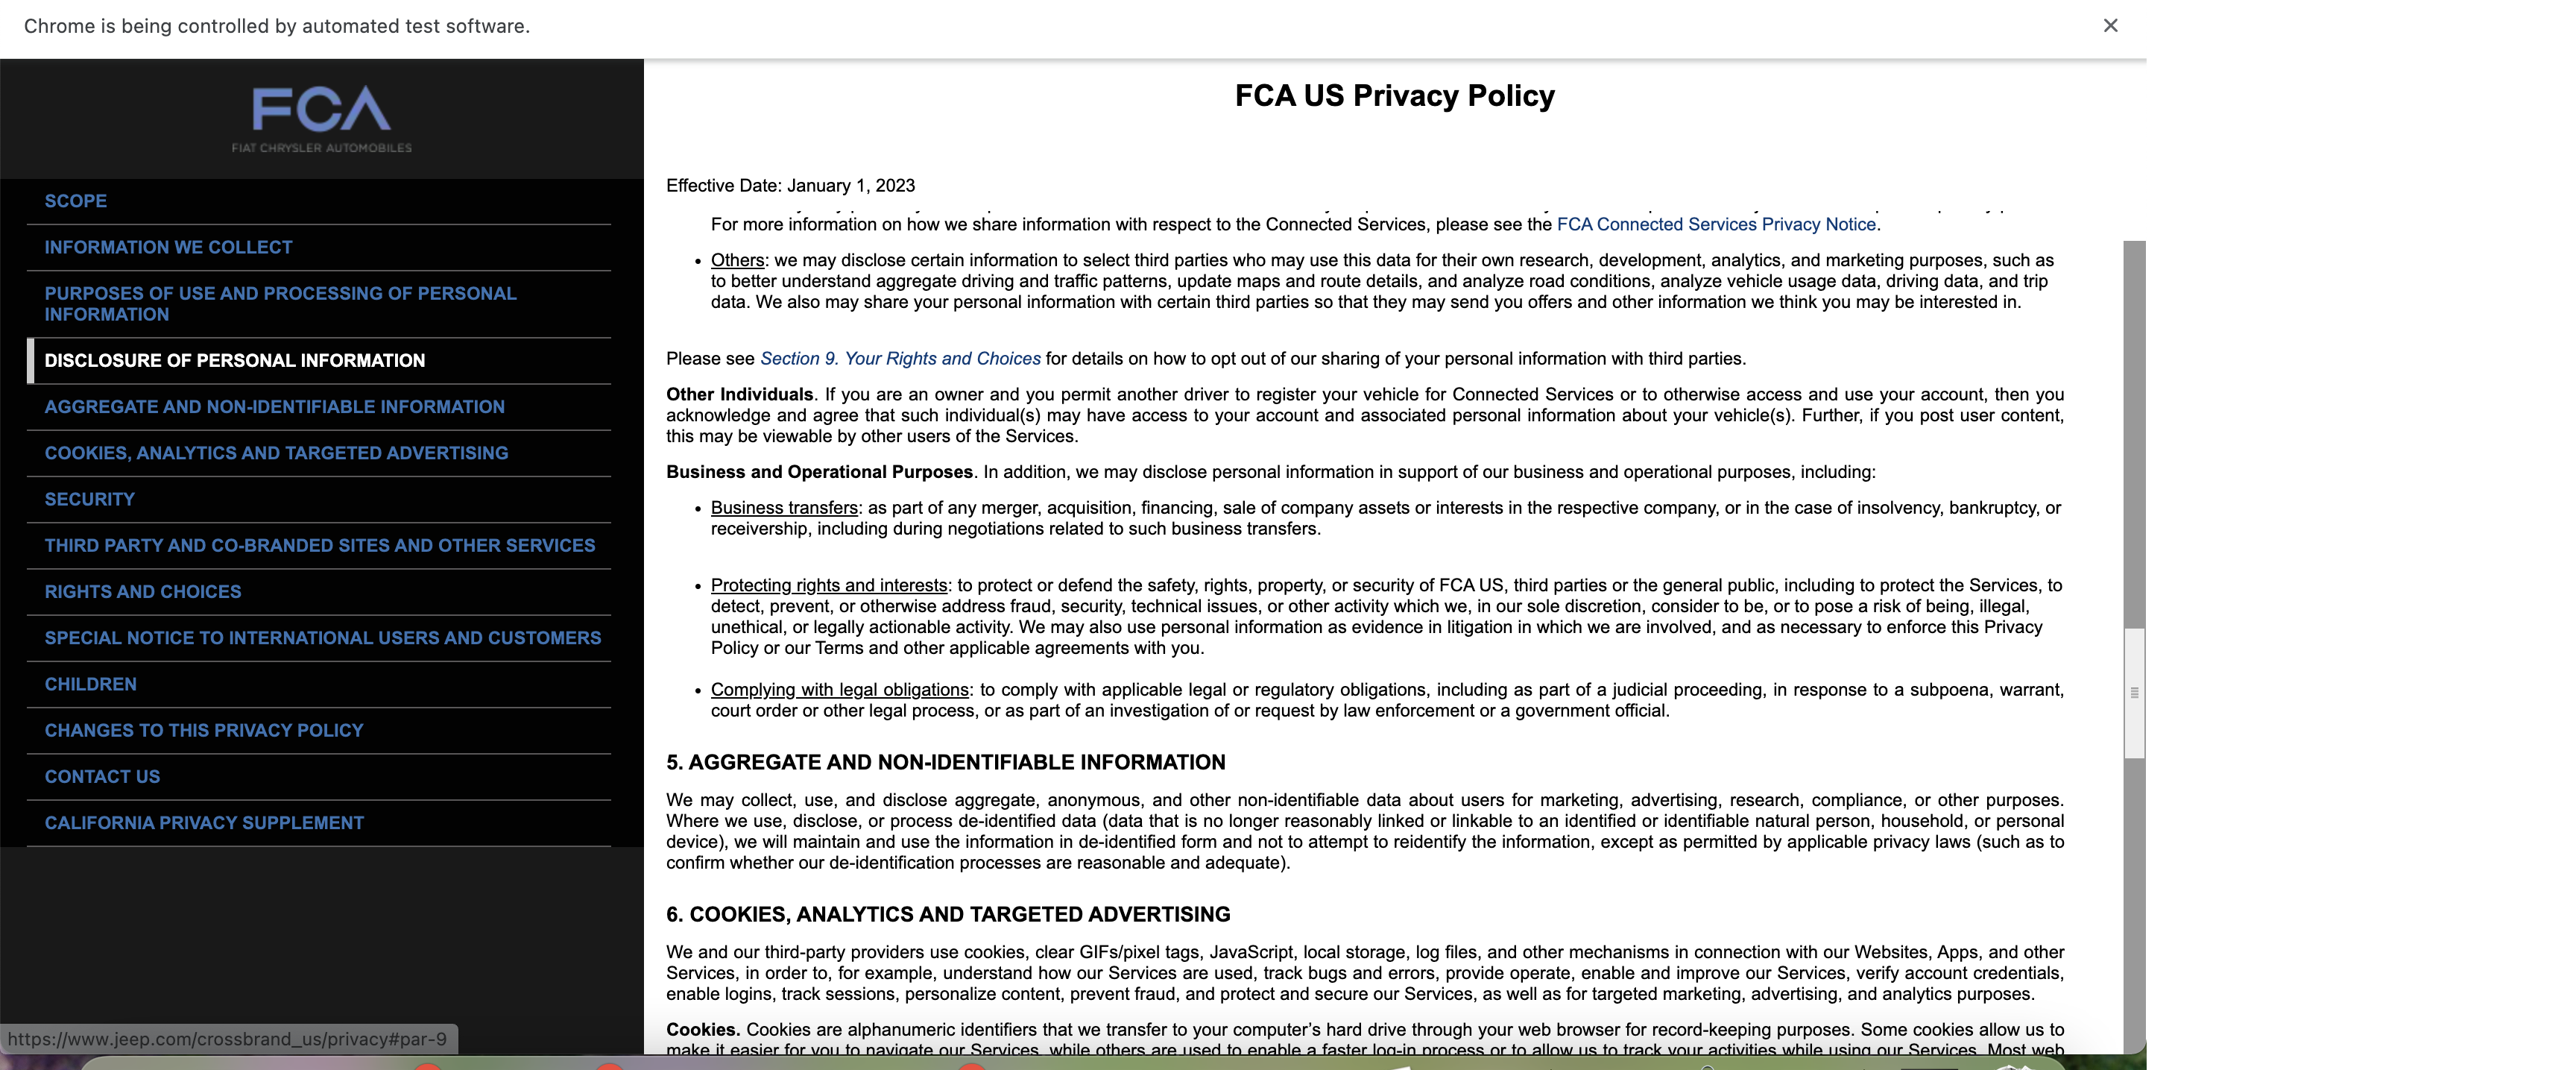 Chrome is being controlled by automated test software.
FCA
FIAT CHRYSLER AUTOMOBILES
SCOPE
INFORMATION WE COLLECT
PURPOSES OF USE AND PROCESSING OF PERSONAL
INFORMATION
DISCLOSURE OF PERSONAL INFORMATION
AGGREGATE AND NON-IDENTIFIABLE INFORMATION
COOKIES, ANALYTICS AND TARGETED ADVERTISING
SECURITY
THIRD PARTY AND CO-BRANDED SITES AND OTHER SERVICES
RIGHTS AND CHOICES
SPECIAL NOTICE TO INTERNATIONAL USERS AND CUSTOMERS
CHILDREN
CHANGES TO THIS PRIVACY POLICY
CONTACT US
CALIFORNIA PRIVACY SUPPLEMENT
https://www.jeep.com/crossbrand_us/privacy#par-9
FCA US Privacy Policy
Effective Date: January 1, 2023
For more information on how we share information with respect to the Connected Services, please see the FCA Connected Services Privacy Notice.
• Others: we may disclose certain information to select third parties who may use this data for their own research, development, analytics, and marketing purposes, such as
to better understand aggregate driving and traffic patterns, update maps and route details, and analyze road conditions, analyze vehicle usage data, driving data, and trip
data. We also may share your personal information with certain third parties so that they may send you offers and other information we think you may be interested in.
Please see Section 9. Your Rights and Choices for details on how to opt out of our sharing of your personal information with third parties.
Other Individuals. If you are an owner and you permit another driver to register your vehicle for Connected Services or to otherwise access and use your account, then you
acknowledge and agree that such individual(s) may have access to your account and associated personal information about your vehicle(s). Further, if you post user content,
this may be viewable by other users of the Services.
Business and Operational Purposes. In addition, we may disclose personal information in support of our business and operational purposes, including:
• Business transfers: as part of any merger, acquisition, financing, sale of company assets or interests in the respective company, or in the case of insolvency, bankruptcy, or
receivership, including during negotiations related to such business transfers.
• Protecting rights and interests: to protect or defend the safety, rights, property, or security of FCA US, third parties or the general public, including to protect the Services, to
detect, prevent, or otherwise address fraud, security, technical issues, or other activity which we, in our sole discretion, consider to be, or to pose a risk of being, illegal,
unethical, or legally actionable activity. We may also use personal information as evidence in litigation in which we are involved, and as necessary to enforce this Privacy
Policy or our Terms and other applicable agreements with you.
• Complying with legal obligations: to comply with applicable legal or regulatory obligations, including as part of a judicial proceeding, in response to a subpoena, warrant,
court order or other legal process, or as part of an investigation of or request by law enforcement or a government official.
5. AGGREGATE AND NON-IDENTIFIABLE INFORMATION
We may collect, use, and disclose aggregate, anonymous, and other non-identifiable data about users for marketing, advertising, research, compliance, or other purposes.
Where we use, disclose, or process de-identified data (data that is no longer reasonably linked or linkable to an identified or identifiable natural person, household, or personal
device), we will maintain and use the information in de-identified form and not to attempt to reidentify the information, except as permitted by applicable privacy laws (such as to
confirm whether our de-identification processes are reasonable and adequate).
6. COOKIES, ANALYTICS AND TARGETED ADVERTISING
We and our third-party providers use cookies, clear GIFs/pixel tags, JavaScript, local storage, log files, and other mechanisms in connection with our Websites, Apps, and other
Services, in order to, for example, understand how our Services are used, track bugs and errors, provide operate, enable and improve our Services, verify account credentials,
enable logins, track sessions, personalize content, prevent fraud, and protect and secure our Services, as well as for targeted marketing, advertising, and analytics purposes.
Cookies. Cookies are alphanumeric identifiers that we transfer to your computer's hard drive through your web browser for record-keeping purposes. Some cookies allow us to
make it easier for you to navigate our Services, while others are used to enable a faster log-in process or to allow us to track your activities while using our Services. Most web